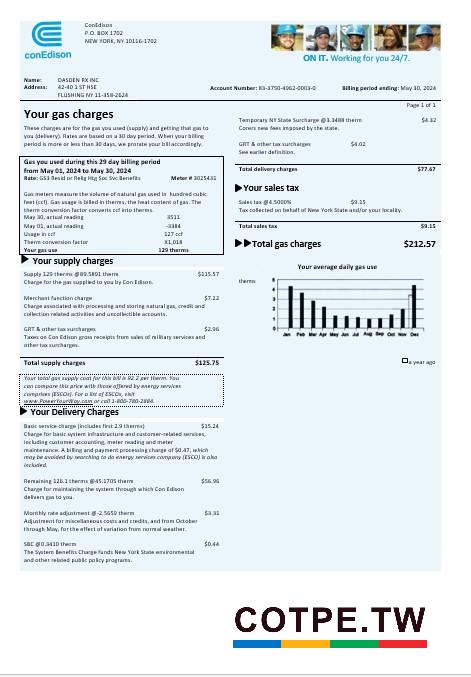 ConEdison
P.O. BOX 1702
NEW YORK, NY 10116-1702
conEdison
ON IT. Working for you 24/7.
Name: DASDEN RX INC
Address: 42-40 1 ST HSE
FLUSHING NY 11-358-2624
Account Number: 83-3750-4962-0003-0
Billing period ending: May 30, 2024
Page 1 of 1
Your gas charges
These charges are for the gas you used (supply) and getting that gas to
you (delivery). Rates are based on a 30 day period. When your billing
period is more or less than 30 days, we prorate your bill accordingly.
Gas you used during this 29 day billing period
from May 01, 2024 to May 30, 2024
Rate: GS3 Resid or Relig Htg Soc Svc Benefits Meter # 3025431
Gas meters measure the volume of natural gas used in hundred cubic
feet (ccf). Gas usage is billed in therms, the heat content of gas. The
therm conversion factor converts ccf into therms.
May 30, actual reading 3511
May 01, actual reading -3384
Usage in ccf 127 ccf
Therm conversion factor X1,018
Your gas use 129 therms
Your supply charges
Supply 129 therms @89.5891 therm $115.57
Charge for the gas supplied to you by Con Edison.
Merchant function charge $7.22
Charge associated with processing and storing natural gas, credit and
collection related activities and uncollectible accounts.
GRT & other tax surcharges $2.96
Taxes on Con Edison gross receipts from sales of military services and
other tax surcharges.
Total supply charges $125.75
Your total gas supply cost for this bill is 92.2 per therm. You
can compare this price with those offered by energy services
comprises (ESCOs). For a list of ESCOs, visit
www.PowerYourWay.com or call 1-800-780-2884.
Your Delivery Charges
Basic service charge (includes first 2.9 therms) $15.24
Charge for basic system infrastructure and customer-related services,
including customer accounting, meter reading and meter
maintenance. A billing and payment processing charge of $0.47, which
may be avoided by searching to do energy services company (ESCO) is also
included.
Remaining 126.1 therms @45.1705 therm $56.96
Charge for maintaining the system through which Con Edison
delivers gas to you.
Monthly rate adjustment @-2.5659 therm $3.31
Adjustment for miscellaneous costs and credits, and from October
through May, for the effect of variation from normal weather.
SBC @0.3410 therm $0.44
The System Benefits Charge funds New York State environmental
and other related public policy programs.
Temporary NY State Surcharge @3.3488 therm $4.32
Corers new fees imposed by the state.
GRT & other tax surcharges $4.02
See earlier definition.
Total delivery charges $77.67
Your sales tax
Sales tax @4.5000% $9.15
Tax collected on behalf of New York State and/or your locality.
Total sales tax $9.15
Total gas charges $212.57
Your average daily gas use
therms
5
4
3
2
1
0
Jan Feb Mar Apr May Jun Jul Aug Sep Oct Nov Dec
a year ago
COTPE.TW